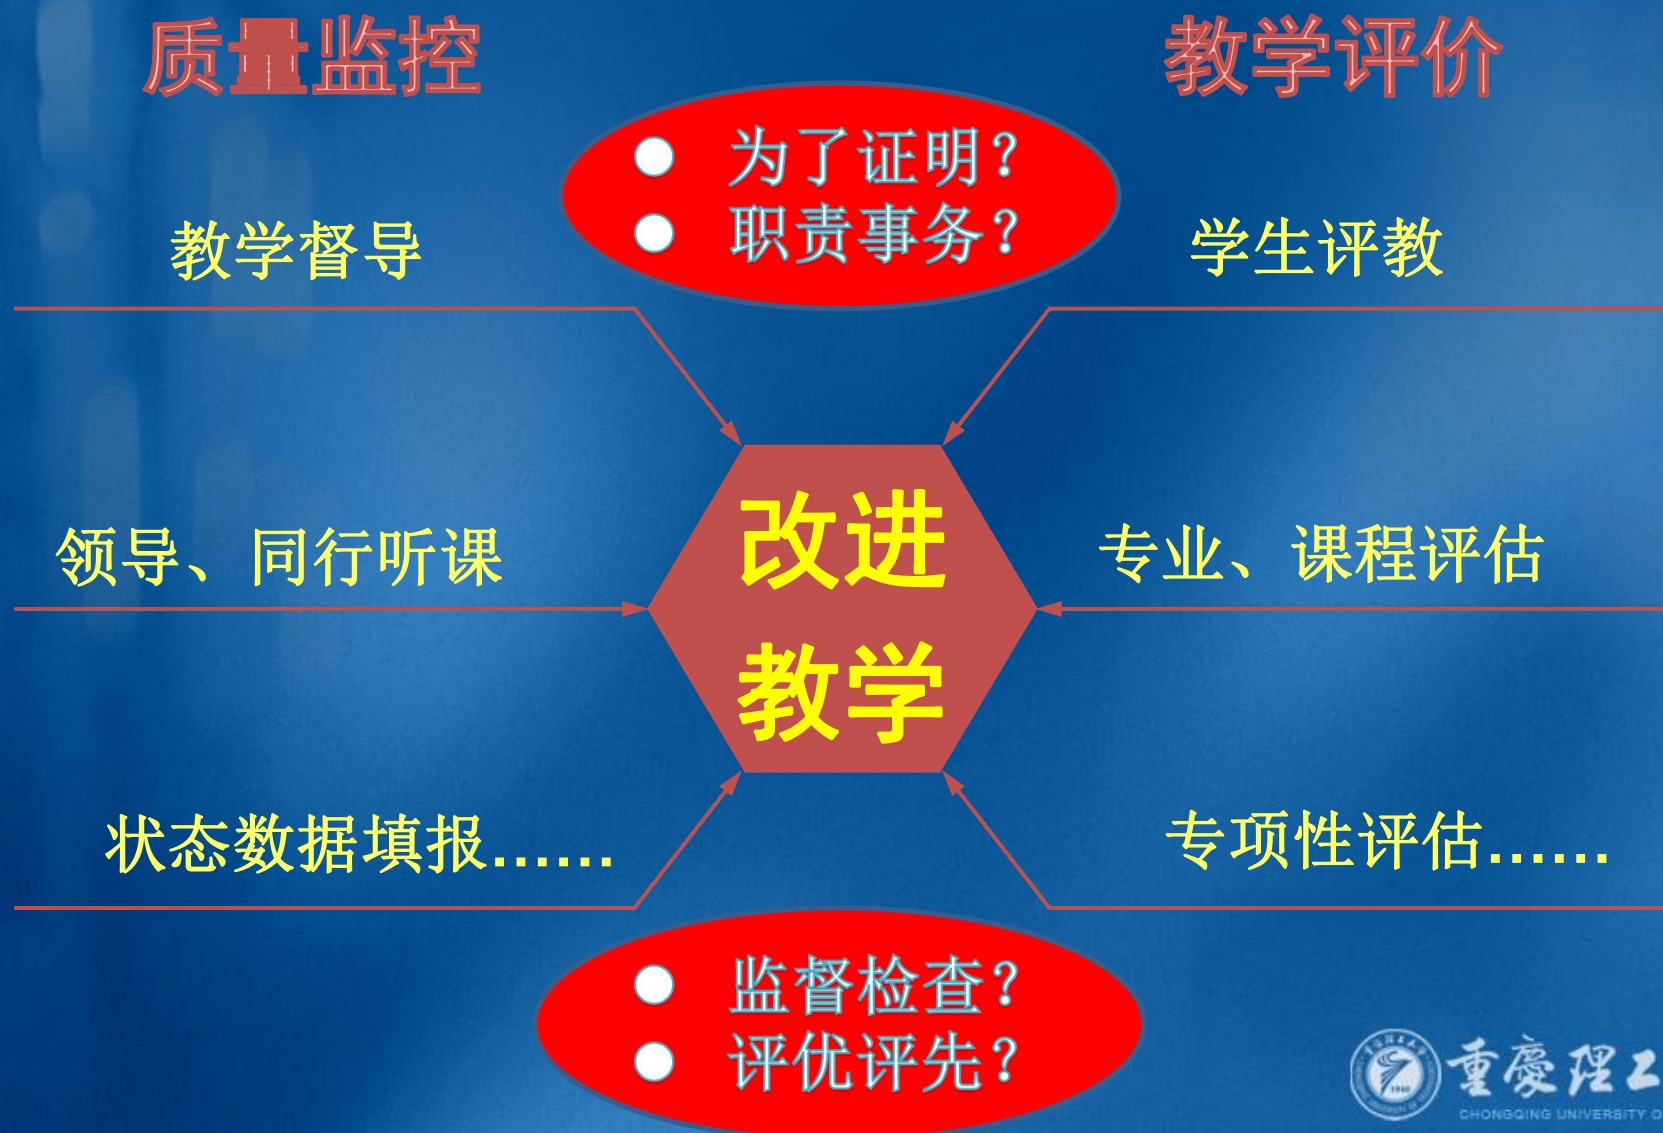 质量监控
教学评价
为了证明?
职责事务?
教学督导
学生评教
改进
教学
领导、同行听课
专业、课程评估
状态数据填报......
专项性评估......
监督检查?
评优评先?
重庆理工
CHONGQING UNIVERSITY O